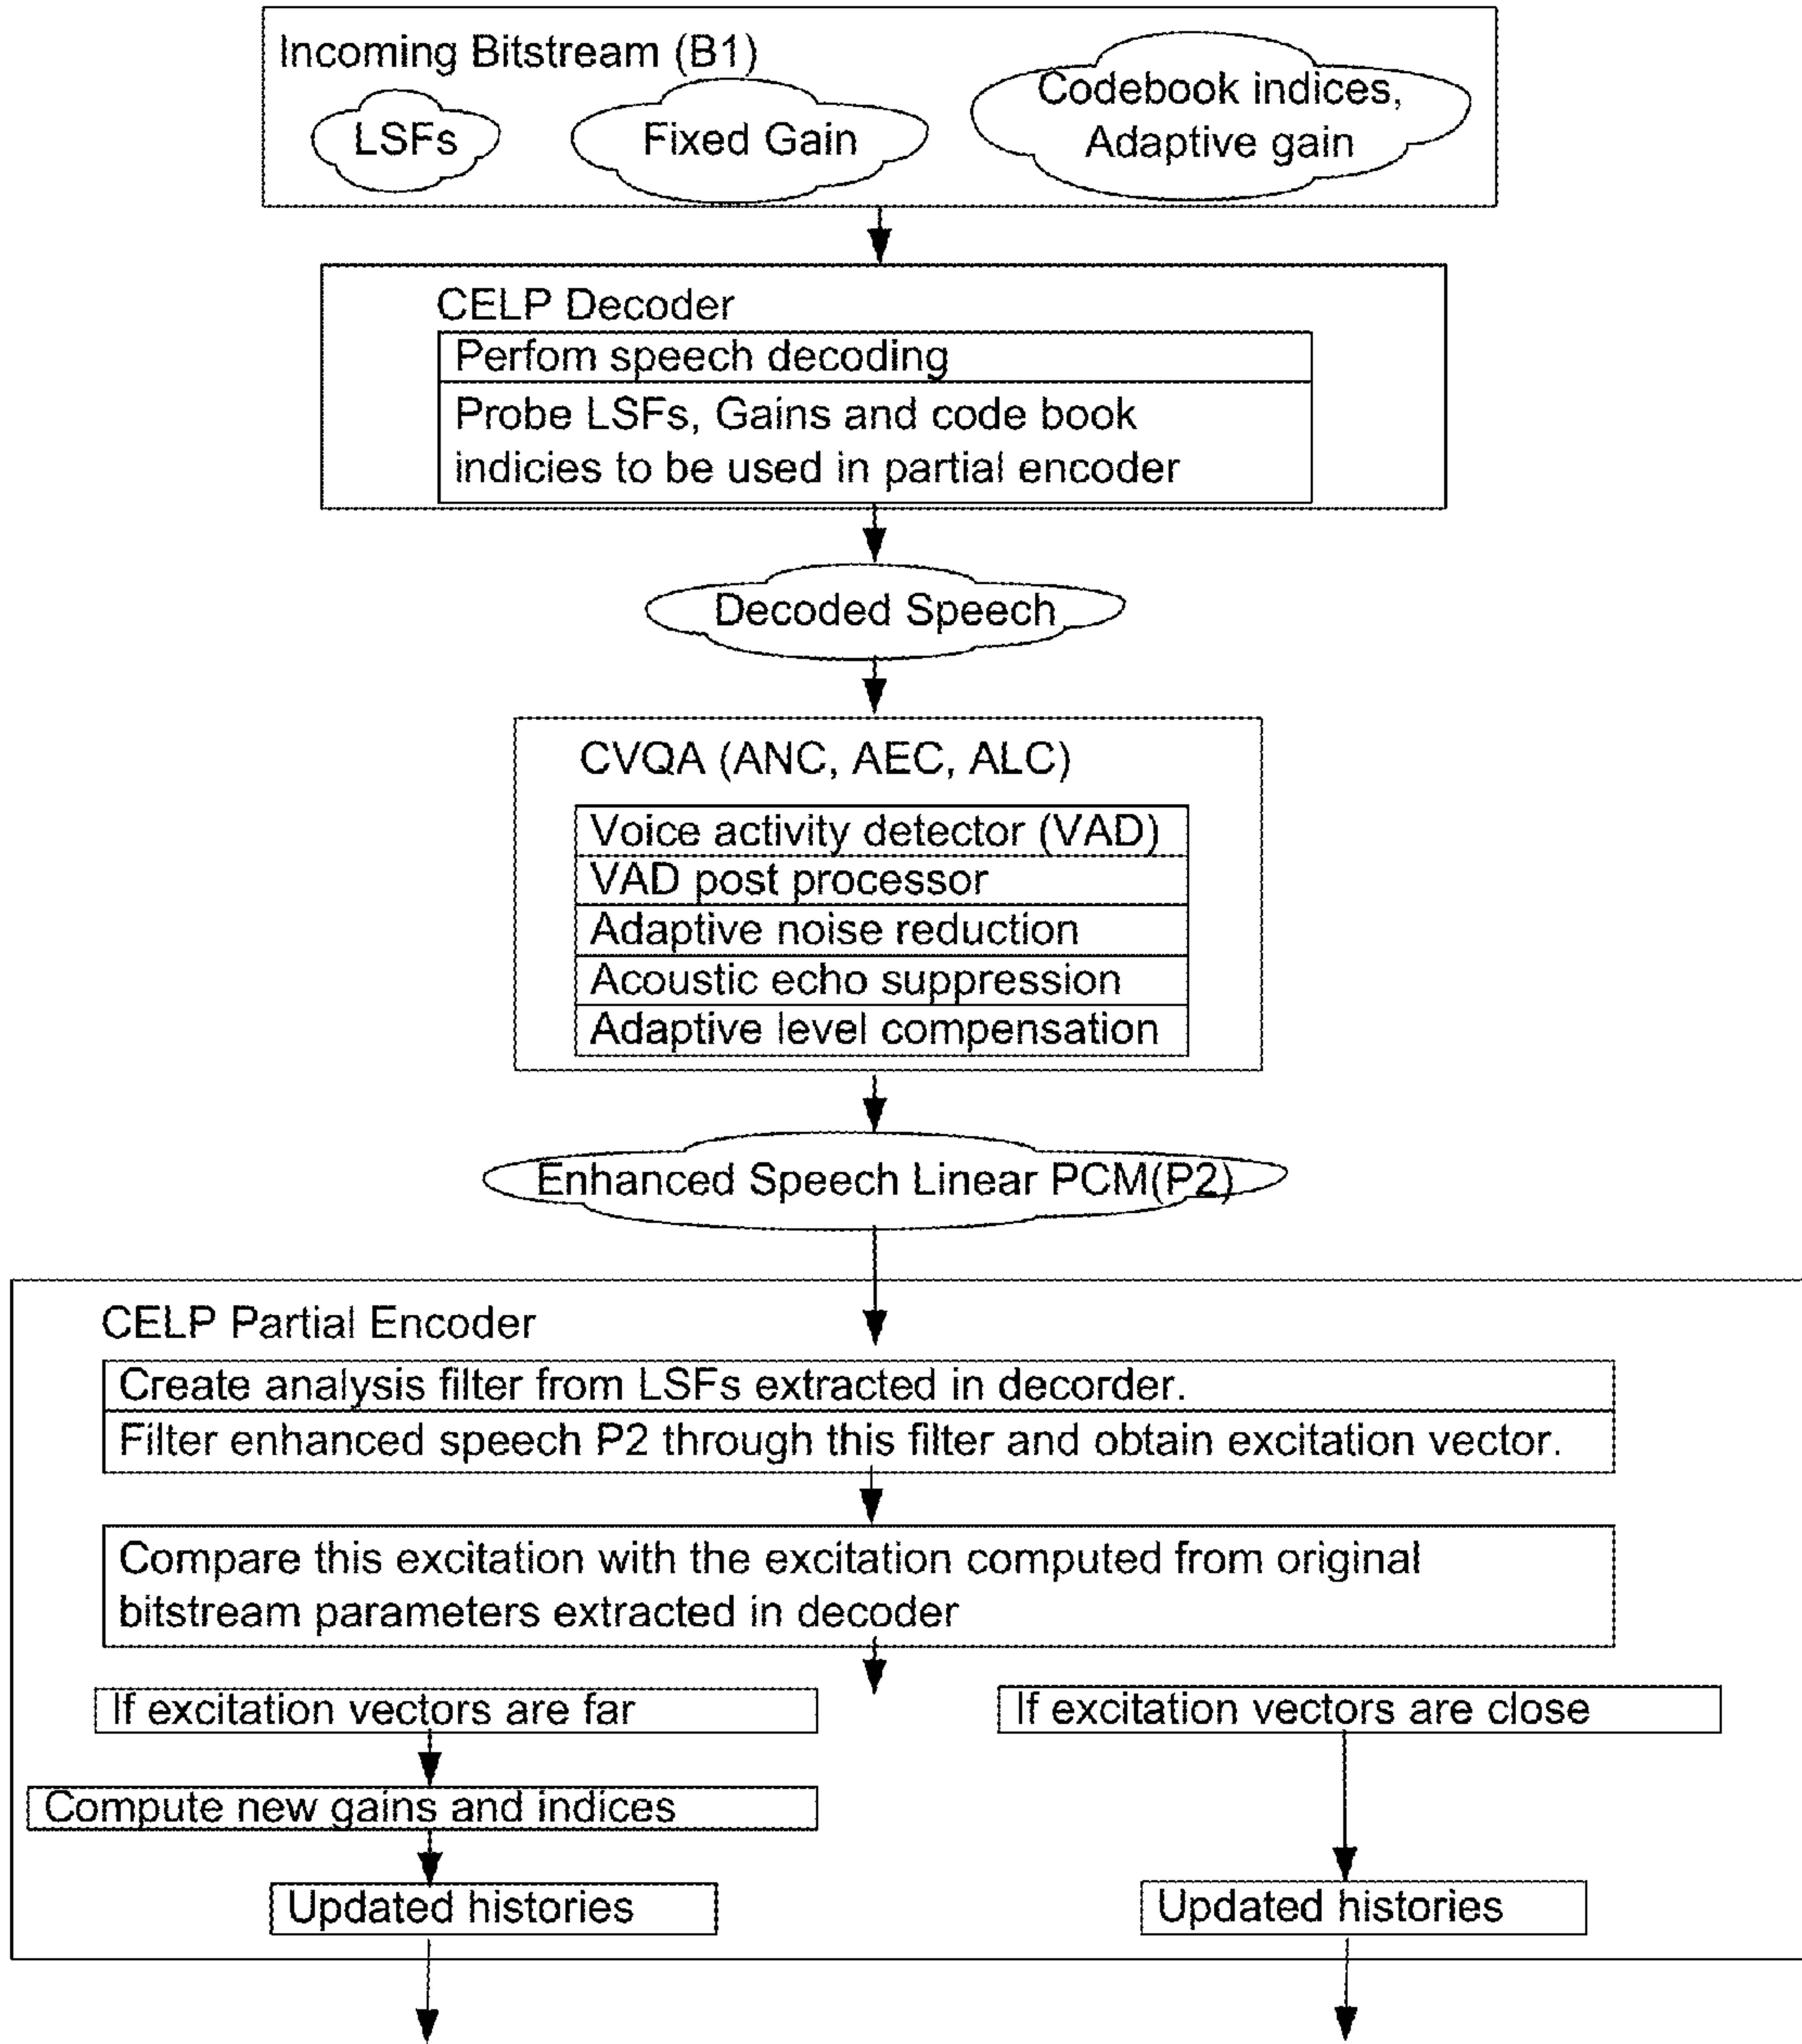 Incoming Bitstream (B1)
LSFs
Fixed Gain
Codebook indices,
Adaptive gain
CELP Decoder
Perfom speech decoding
Probe LSFs, Gains and code book
indicies to be used in partial encoder
Decoded Speech
CVQA (ANC, AEC, ALC)
Voice activity detector (VAD)
VAD post processor
Adaptive noise reduction
Acoustic echo suppression
Adaptive level compensation
Enhanced Speech Linear PCM(P2)
CELP Partial Encoder
Create analysis filter from LSFs extracted in decorder.
Filter enhanced speech P2 through this filter and obtain excitation vector.
Compare this excitation with the excitation computed from original
bitstream parameters extracted in decoder
If excitation vectors are far
If excitation vectors are close
Compute new gains and indices
Updated histories
Updated histories